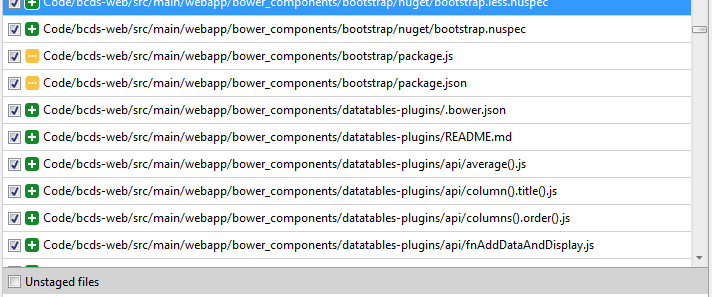 Code/bcds-web/src/main/webapp/bower_components/bootstrap/nuget/bootstrap.less.nuspec
Code/bcds-web/src/main/webapp/bower_components/bootstrap/nuget/bootstrap.nuspec
Code/bcds-web/src/main/webapp/bower_components/bootstrap/package.js
Code/bcds-web/src/main/webapp/bower_components/bootstrap/package.json
Code/bcds-web/src/main/webapp/bower_components/datatables-plugins/.bower.json
Code/bcds-web/src/main/webapp/bower_components/datatables-plugins/README.md
Code/bcds-web/src/main/webapp/bower_components/datatables-plugins/api/average().js
Code/bcds-web/src/main/webapp/bower_components/datatables-plugins/api/column().title().js
Code/bcds-web/src/main/webapp/bower_components/datatables-plugins/api/columns().order().js
Code/bcds-web/src/main/webapp/bower_components/datatables-plugins/api/fnAddDataAndDisplay.js
Unstaged files